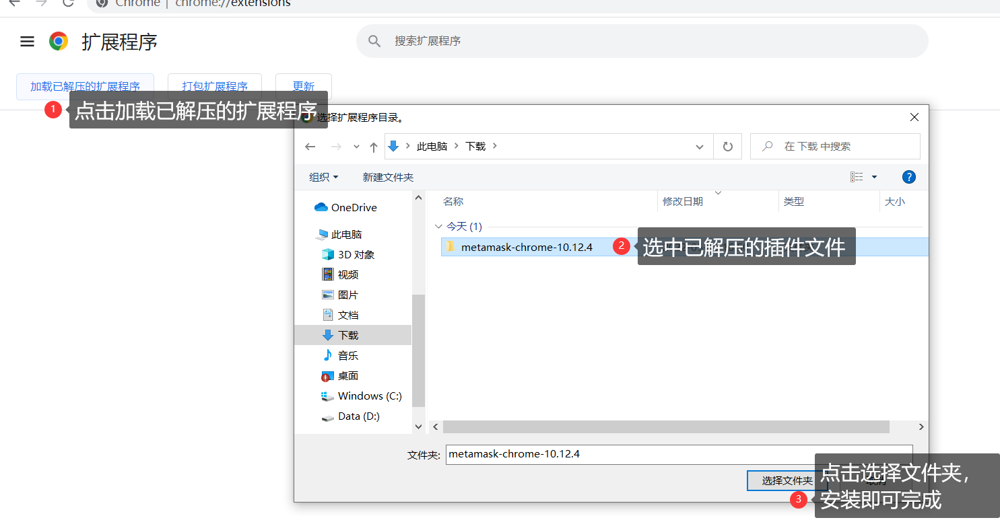 Chrome | chrome://extensions
扩展程序
搜索扩展程序
加载已解压的扩展程序
打包扩展程序
更新
1
点击加载已解压的扩展程序
选择扩展程序目录。
此电脑
下载
在 下载 中搜索
组织
新建文件夹
?
OneDrive
此电脑
3D 对象
视频
图片
文档
下载
音乐
桌面
Windows (C:)
Data (D:)
名称
修改日期
类型
大小
今天 (1)
metamask-chrome-10.12.4
2
选中已解压的插件文件
文件夹:
metamask-chrome-10.12.4
选择文件夹
取消
3
点击选择文件夹，
安装即可完成